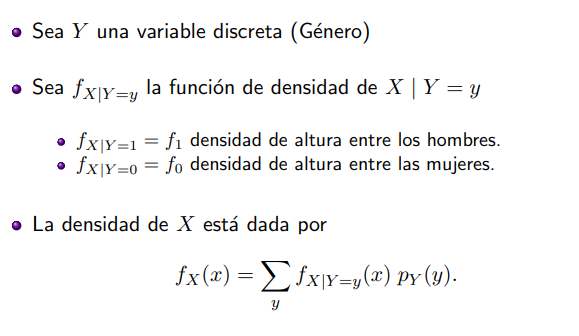 Sea $Y$ una variable discreta (Género)
Sea $f_{X|Y=y}$ la función de densidad de $X \mid Y = y$
$f_{X|Y=1} = f_1$ densidad de altura entre los hombres.
$f_{X|Y=0} = f_0$ densidad de altura entre las mujeres.
La densidad de $X$ está dada por
$f_X(x) = \sum_y f_{X|Y=y}(x) \, p_Y(y).$